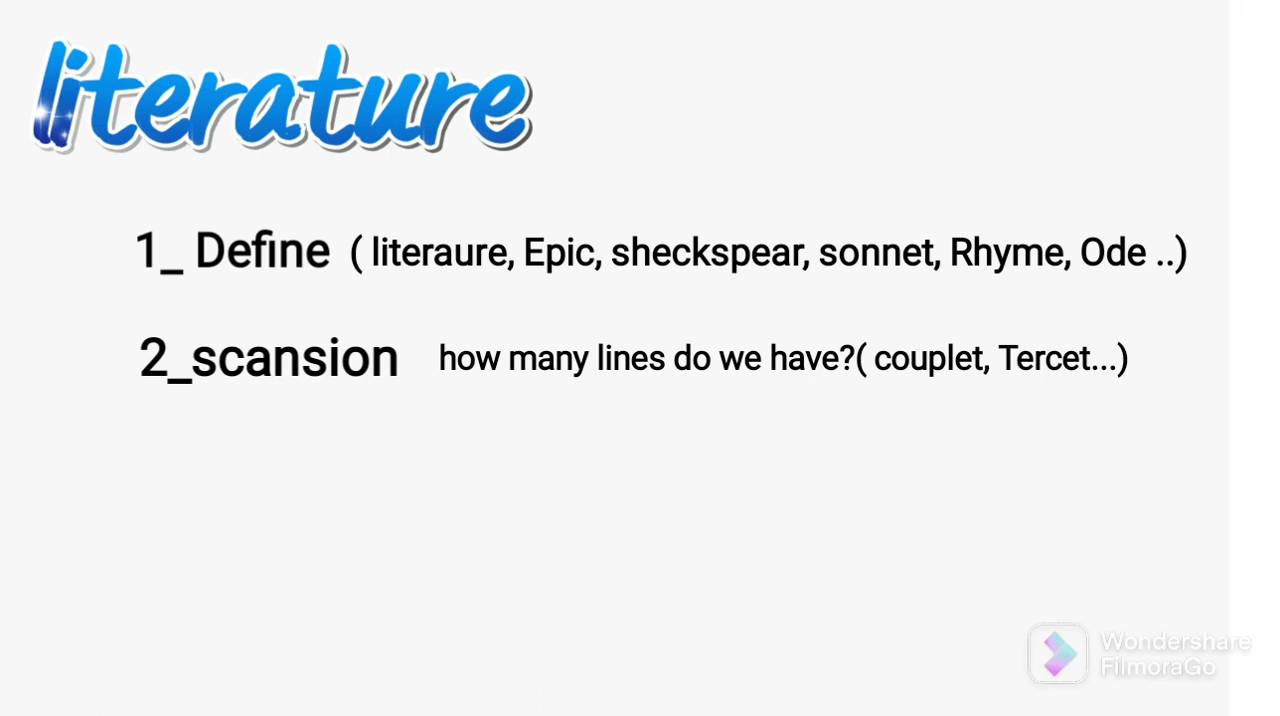 literature
1_ Define ( literaure, Epic, sheckspear, sonnet, Rhyme, Ode ..)
2_scansion how many lines do we have?( couplet, Tercet...)
Wondershare
FilmoraGo